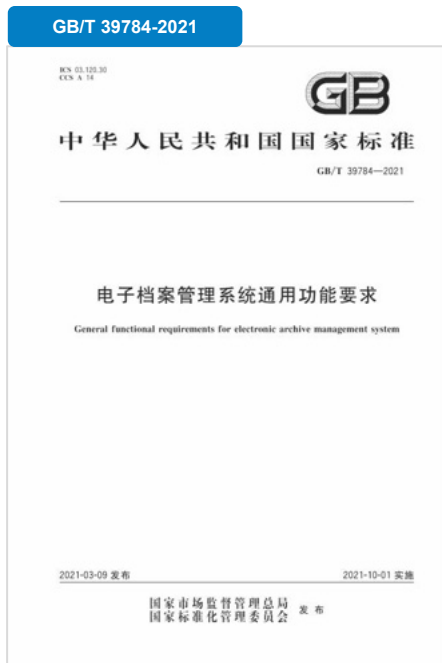 GB/T 39784-2021
ICS 03.120.30
CCS A 14
GB
中华人民共和国国家标准
GB/T 39784—2021
电子档案管理系统通用功能要求
General functional requirements for electronic archive management system
2021-03-09 发布
2021-10-01 实施
国家市场监督管理总局
国家标准化管理委员会 发布